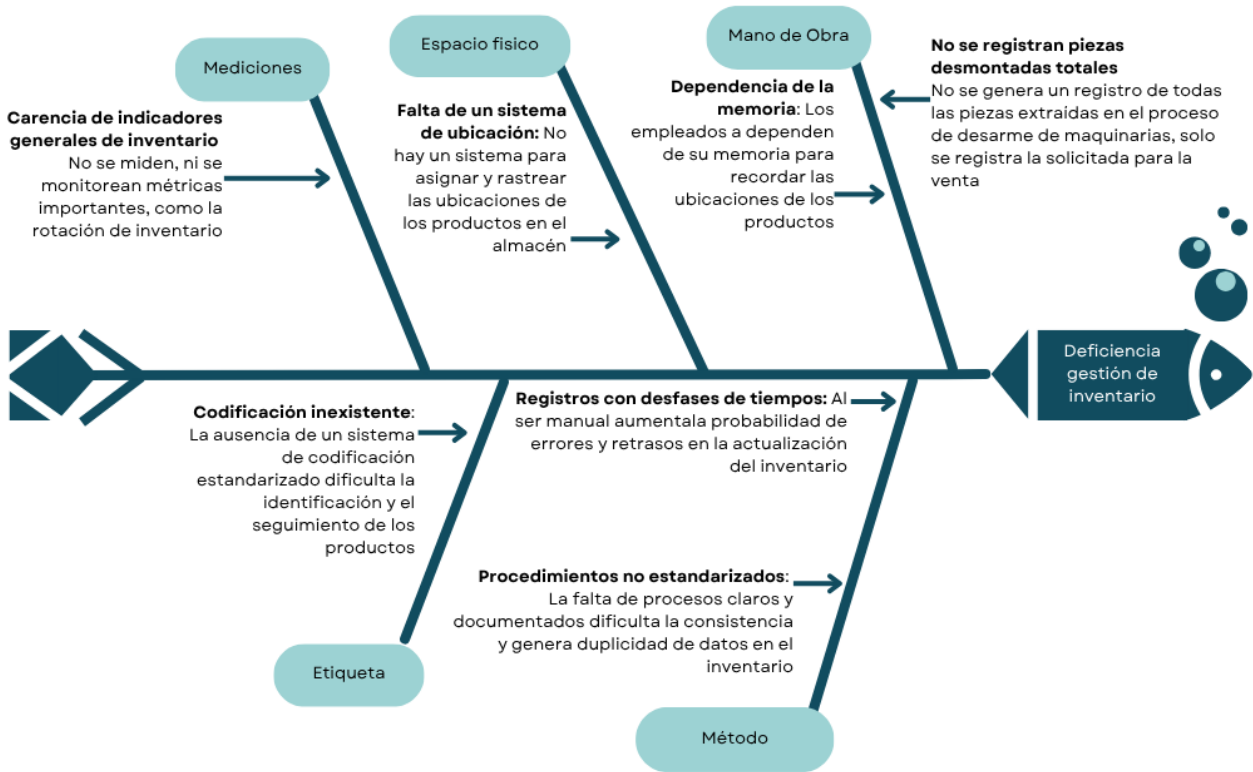 Mediciones
Carencia de indicadores
generales de inventario
No se miden, ni se
monitorean métricas
importantes, como la
rotación de inventario
Espacio fisico
Falta de un sistema
de ubicación: No
hay un sistema para
asignar y rastrear
las ubicaciones de
los productos en el
almacén
Mano de Obra
Dependencia de la
memoria: Los
empleados a dependen
de su memoria para
recordar las
ubicaciones de los
productos
No se registran piezas
desmontadas totales
No se genera un registro de todas
las piezas extraídas en el proceso
de desarme de maquinarias, solo
se registra la solicitada para la
venta
Deficiencia
gestión de
inventario
Codificación inexistente:
La ausencia de un sistema
de codificación
estandarizado dificulta la
identificación y el
seguimiento de los
productos
Etiqueta
Registros con desfases de tiempos: Al
ser manual aumentala probabilidad de
errores y retrasos en la actualización
del inventario
Procedimientos no estandarizados:
La falta de procesos claros y
documentados dificulta la consistencia
y genera duplicidad de datos en el
inventario
Método